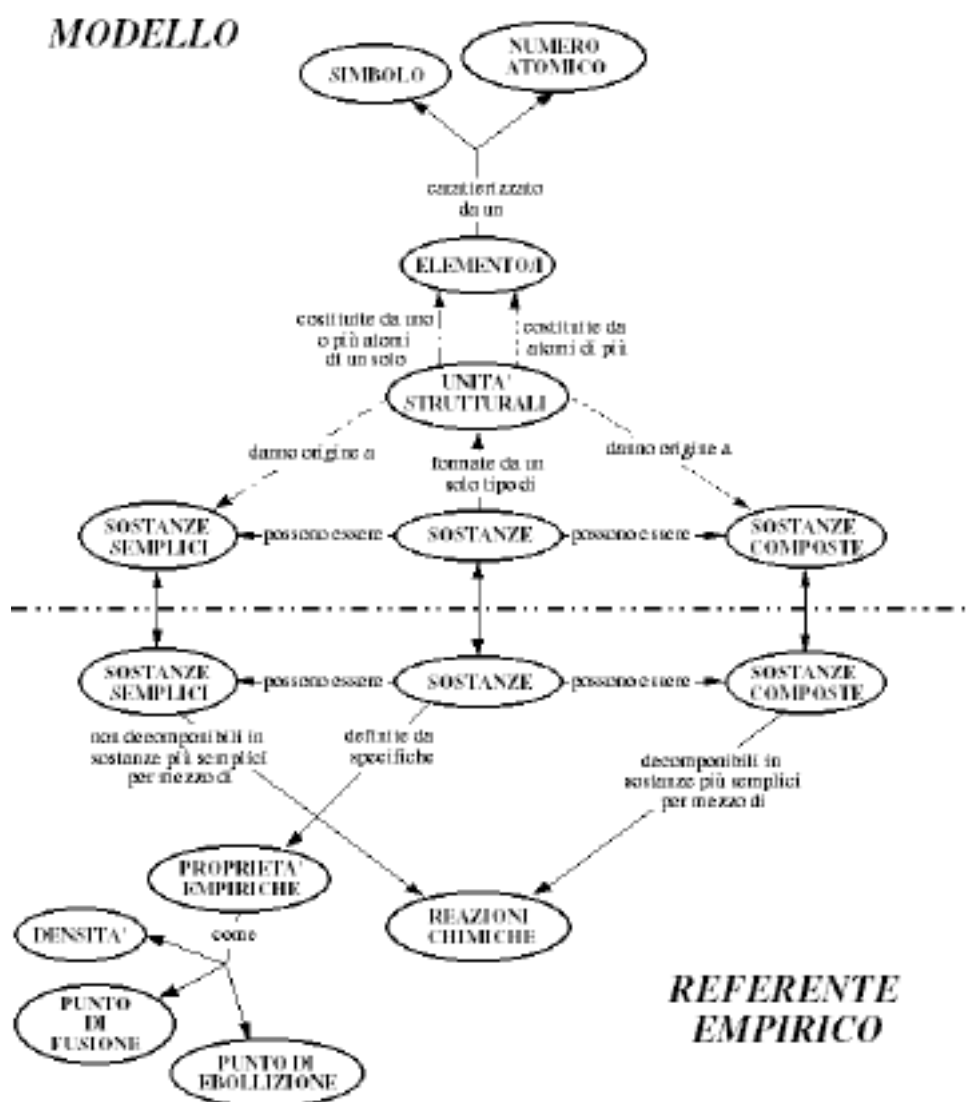 MODELLO
SIMBOLO
NUMERO
ATOMICO
caratterizzato
da un
ELEMENTO/I
costituite da uno
o più atomi
di un solo
costituite da
atomi di più
UNITA'
STRUTTURALI
danno origine a
formate da un
solo tipo di
danno origine a
SOSTANZE
SEMPLICI
possono essere
SOSTANZE
possono essere
SOSTANZE
COMPOSTE
SOSTANZE
SEMPLICI
possono essere
SOSTANZE
possono essere
SOSTANZE
COMPOSTE
non decomponibili in
sostanze più semplici
per mezzo di
definite da
specifiche
decomponibili in
sostanze più semplici
per mezzo di
PROPRIETA'
EMPIRICHE
come
REAZIONI
CHIMICHE
DENSITA'
PUNTO
DI
FUSIONE
PUNTO DI
EBOLLIZIONE
REFERENTE
EMPIRICO